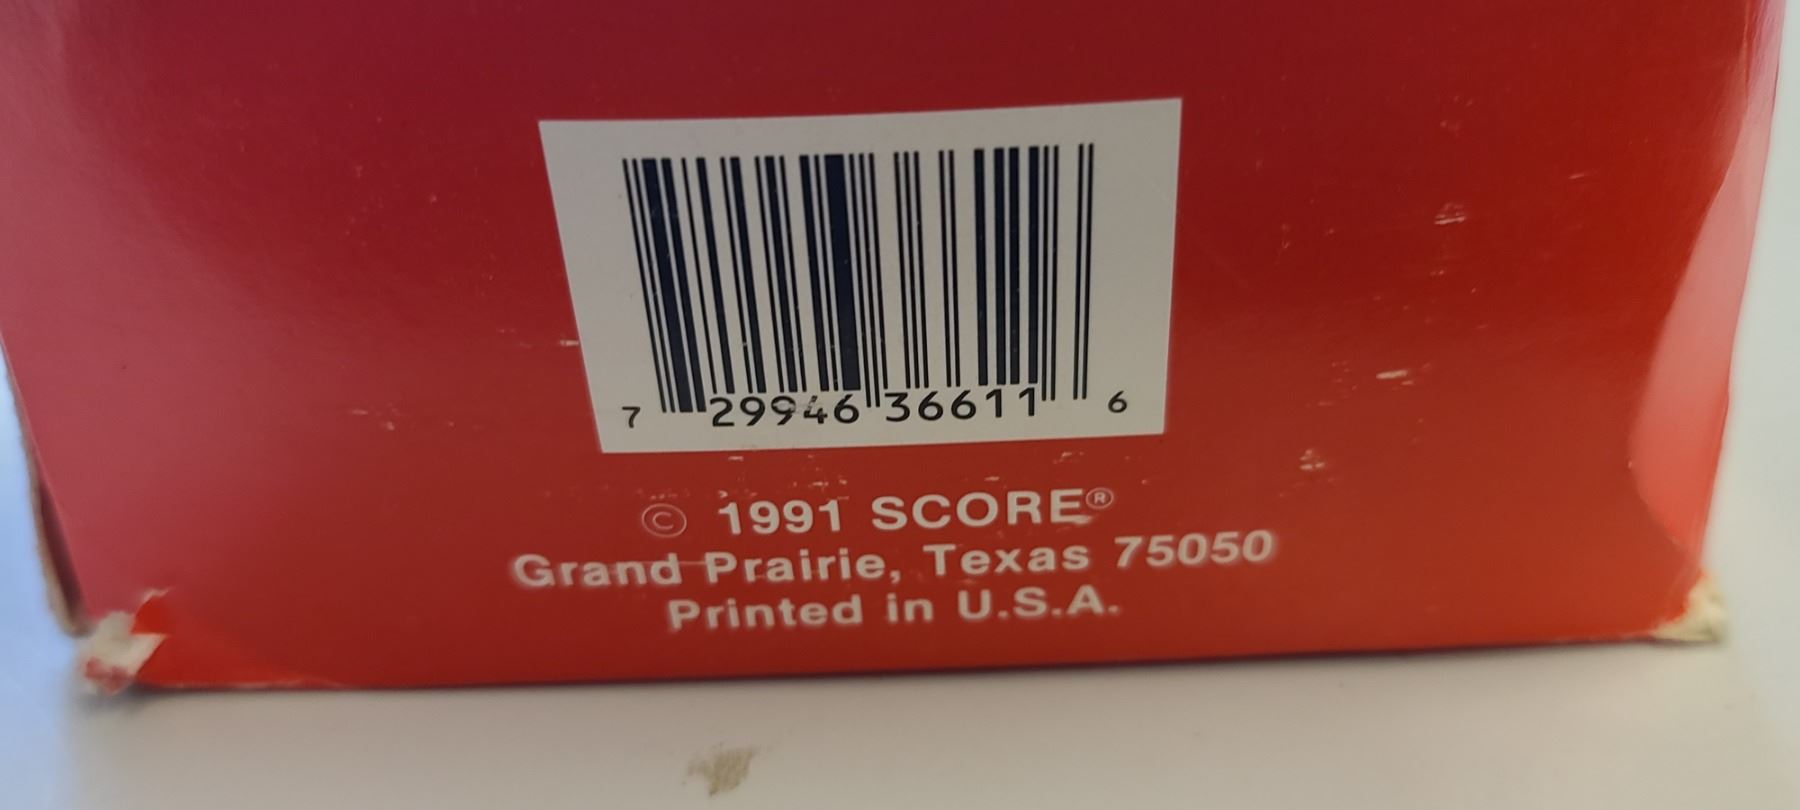 7 29946 36611 6
© 1991 SCORE®
Grand Prairie, Texas 75050
Printed in U.S.A.